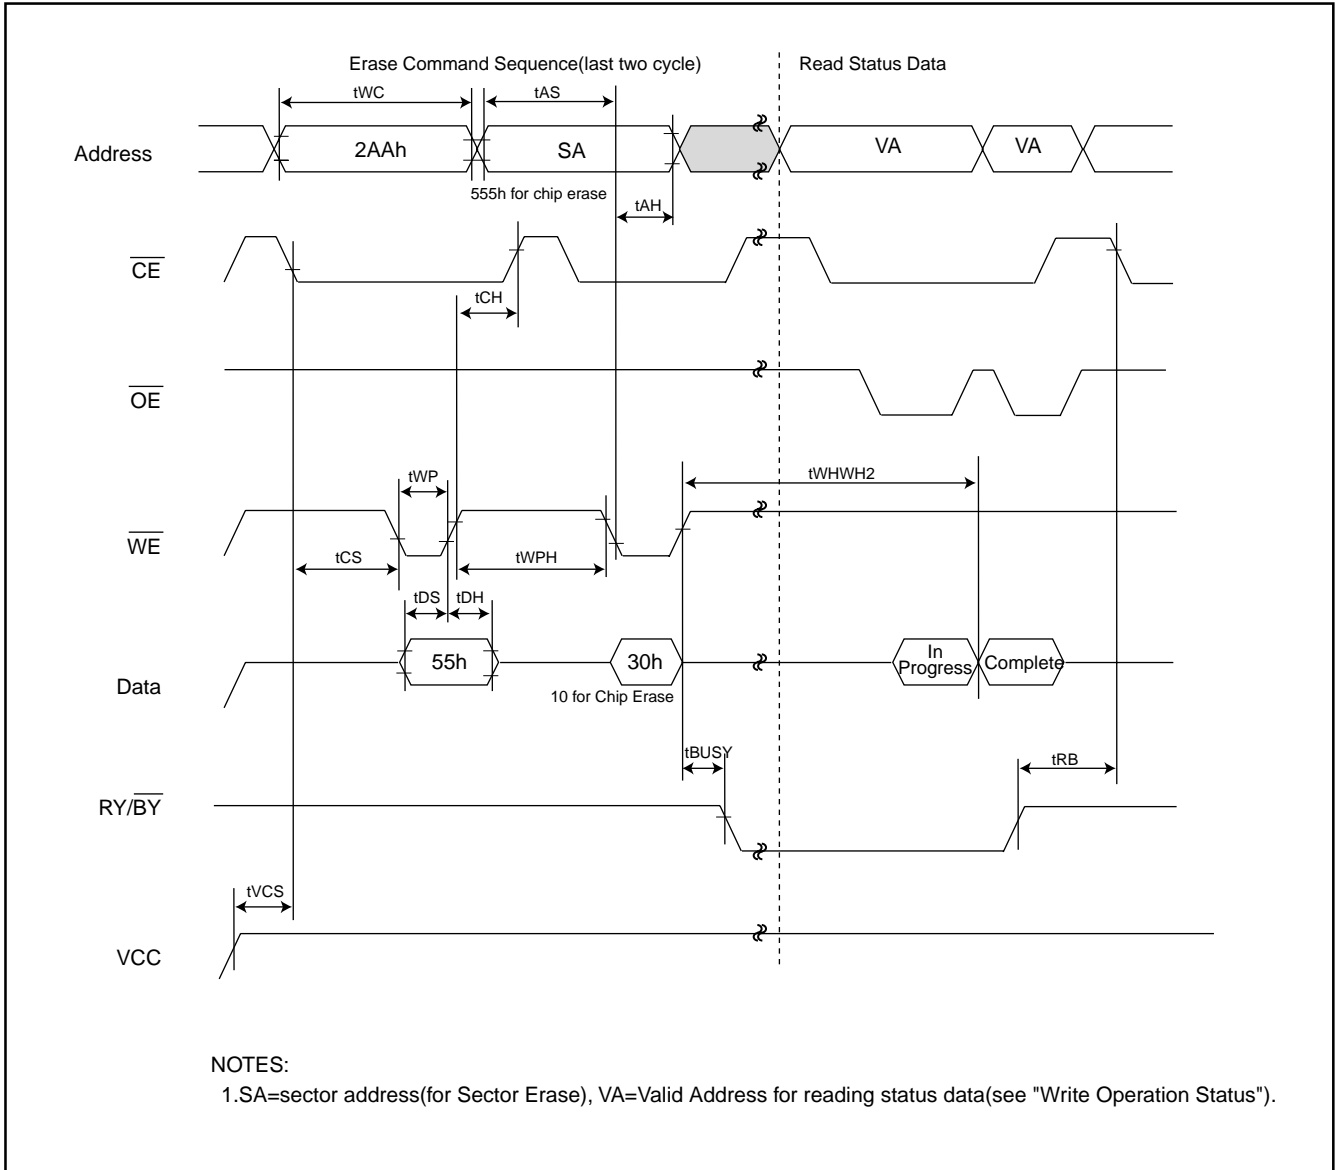 Erase Command Sequence(last two cycle)
Read Status Data
tWC
tAS
Address
2AAh
SA
VA
VA
555h for chip erase
tAH
CE
tCH
OE
tWP
tWHWH2
WE
tCS
tWPH
tDS
tDH
Data
55h
30h
In
Progress
Complete
10 for Chip Erase
tBUSY
tRB
RY/BY
tVCS
VCC
NOTES:
1.SA=sector address(for Sector Erase), VA=Valid Address for reading status data(see "Write Operation Status").